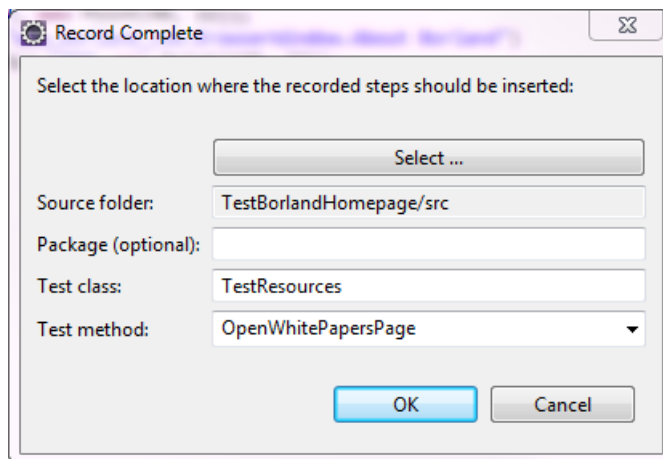 Record Complete
Select the location where the recorded steps should be inserted:
Select ...
Source folder: TestBorlandHomepage/src
Package (optional):
Test class: TestResources
Test method: OpenWhitePapersPage
OK Cancel